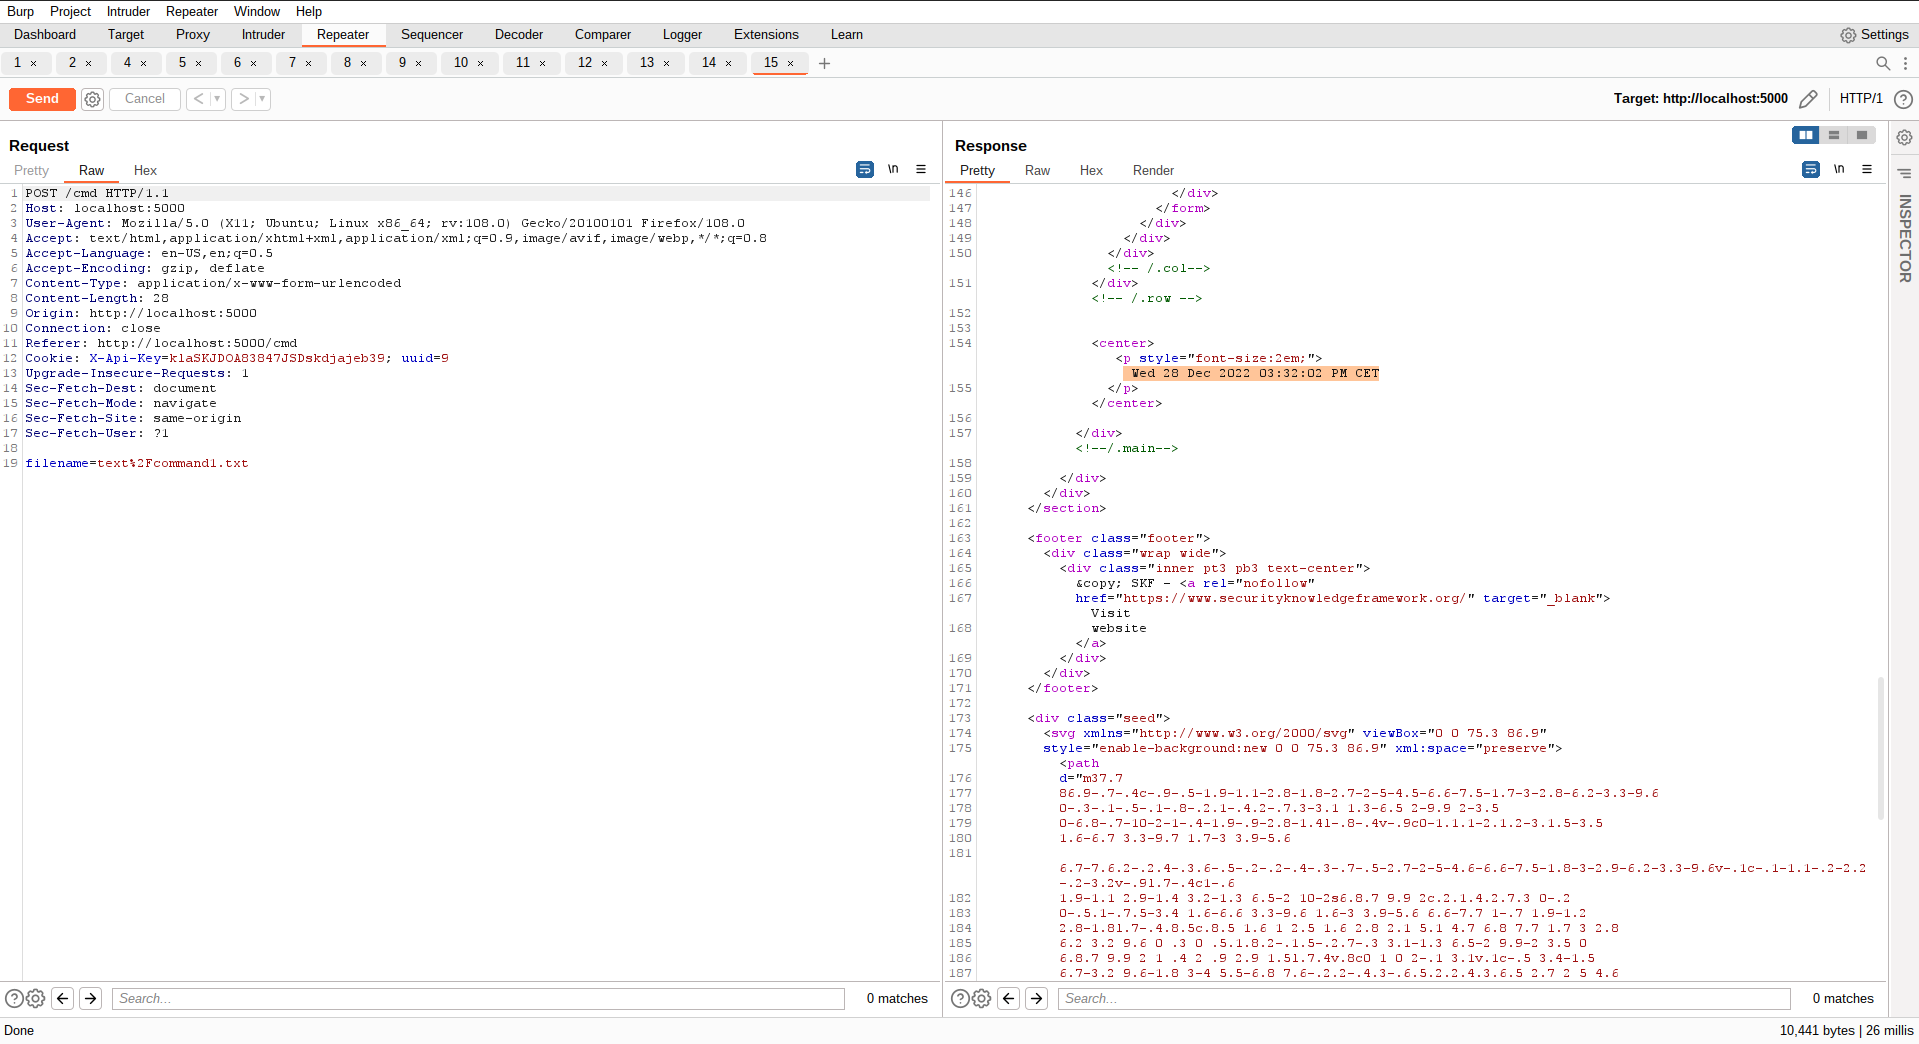 Burp Project Intruder Repeater Window Help
Dashboard Target Proxy Intruder Repeater Sequencer Decoder Comparer Logger Extensions Learn Settings
1 × 2 × 4 × 5 × 6 × 7 × 8 × 9 × 10 × 11 × 12 × 13 × 14 × 15 × +
Send Cancel < > Target: http://localhost:5000 HTTP/1 ?
Request
Pretty Raw Hex \n
1 POST /cmd HTTP/1.1
2 Host: localhost:5000
3 User-Agent: Mozilla/5.0 (X11; Ubuntu; Linux x86_64; rv:108.0) Gecko/20100101 Firefox/108.0
4 Accept: text/html,application/xhtml+xml,application/xml;q=0.9,image/avif,image/webp,*/*;q=0.8
5 Accept-Language: en-US,en;q=0.5
6 Accept-Encoding: gzip, deflate
7 Content-Type: application/x-www-form-urlencoded
8 Content-Length: 28
9 Origin: http://localhost:5000
10 Connection: close
11 Referer: http://localhost:5000/cmd
12 Cookie: X-Api-Key=klaSKJDOA83847JSDskdjajeb39; uuid=9
13 Upgrade-Insecure-Requests: 1
14 Sec-Fetch-Dest: document
15 Sec-Fetch-Mode: navigate
16 Sec-Fetch-Site: same-origin
17 Sec-Fetch-User: ?1
18
19 filename=text%2Fcommand1.txt
? Search... 0 matches
Response
Pretty Raw Hex Render \n
146 </div>
147 </form>
148 </div>
149 </div>
150 </div>
<!-- /.col-->
151 </div>
<!-- /.row -->
152
153
154 <center>
<p style="font-size:2em;">
Wed 28 Dec 2022 03:32:02 PM CET
155 </p>
</center>
156
157 </div>
<!--/.main-->
158
159 </div>
160 </div>
161 </section>
162
163 <footer class="footer">
164 <div class="wrap wide">
165 <div class="inner pt3 pb3 text-center">
166 &copy; SKF - <a rel="nofollow"
167 href="https://www.securityknowledgeframework.org/" target="_blank">
Visit
168 website
</a>
169 </div>
170 </div>
171 </footer>
172
173 <div class="seed">
174 <svg xmlns="http://www.w3.org/2000/svg" viewBox="0 0 75.3 86.9"
175 style="enable-background:new 0 0 75.3 86.9" xml:space="preserve">
<path
176 d="m37.7
177 86.9-.7-.4c-.9-.5-1.9-1.1-2.8-1.8-2.7-2-5-4.5-6.6-7.5-1.7-3-2.8-6.2-3.3-9.6
178 0-.3-.1-.5-.1-.8-.2.1-.4.2-.7.3-3.1 1.3-6.5 2-9.9 2-3.5
179 0-6.8-.7-10-2-1-.4-1.9-.9-2.8-1.4l-.8-.4v-.9c0-1.1.1-2.1.2-3.1.5-3.5
180 1.6-6.7 3.3-9.7 1.7-3 3.9-5.6
181
6.7-7.6.2-.2.4-.3.6-.5-.2-.2-.4-.3-.7-.5-2.7-2-5-4.6-6.6-7.5-1.8-3-2.9-6.2-3.3-9.6v-.1c-.1-1.1-.2-2.2
-.2-3.2v-.9l.7-.4c1-.6
182 1.9-1.1 2.9-1.4 3.2-1.3 6.5-2 10-2s6.8.7 9.9 2c.2.1.4.2.7.3 0-.2
183 0-.5.1-.7.5-3.4 1.6-6.6 3.3-9.6 1.6-3 3.9-5.6 6.6-7.7 1-.7 1.9-1.2
184 2.8-1.8l.7-.4.8.5c.8.5 1.6 1 2.5 1.6 2.8 2.1 5.1 4.7 6.8 7.7 1.7 3 2.8
185 6.2 3.2 9.6 0 .3 0 .5.1.8.2-.1.5-.2.7-.3 3.1-1.3 6.5-2 9.9-2 3.5 0
186 6.8.7 9.9 2 1 .4 2 .9 2.9 1.5l.7.4v.8c0 1 0 2-.1 3.1v.1c-.5 3.4-1.5
187 6.7-3.2 9.6-1.8 3-4 5.5-6.8 7.6-.2.2-.4.3-.6.5.2.2.4.3.6.5 2.7 2 5 4.6
? Search... 0 matches
INSPECTOR
Done 10,441 bytes | 26 millis